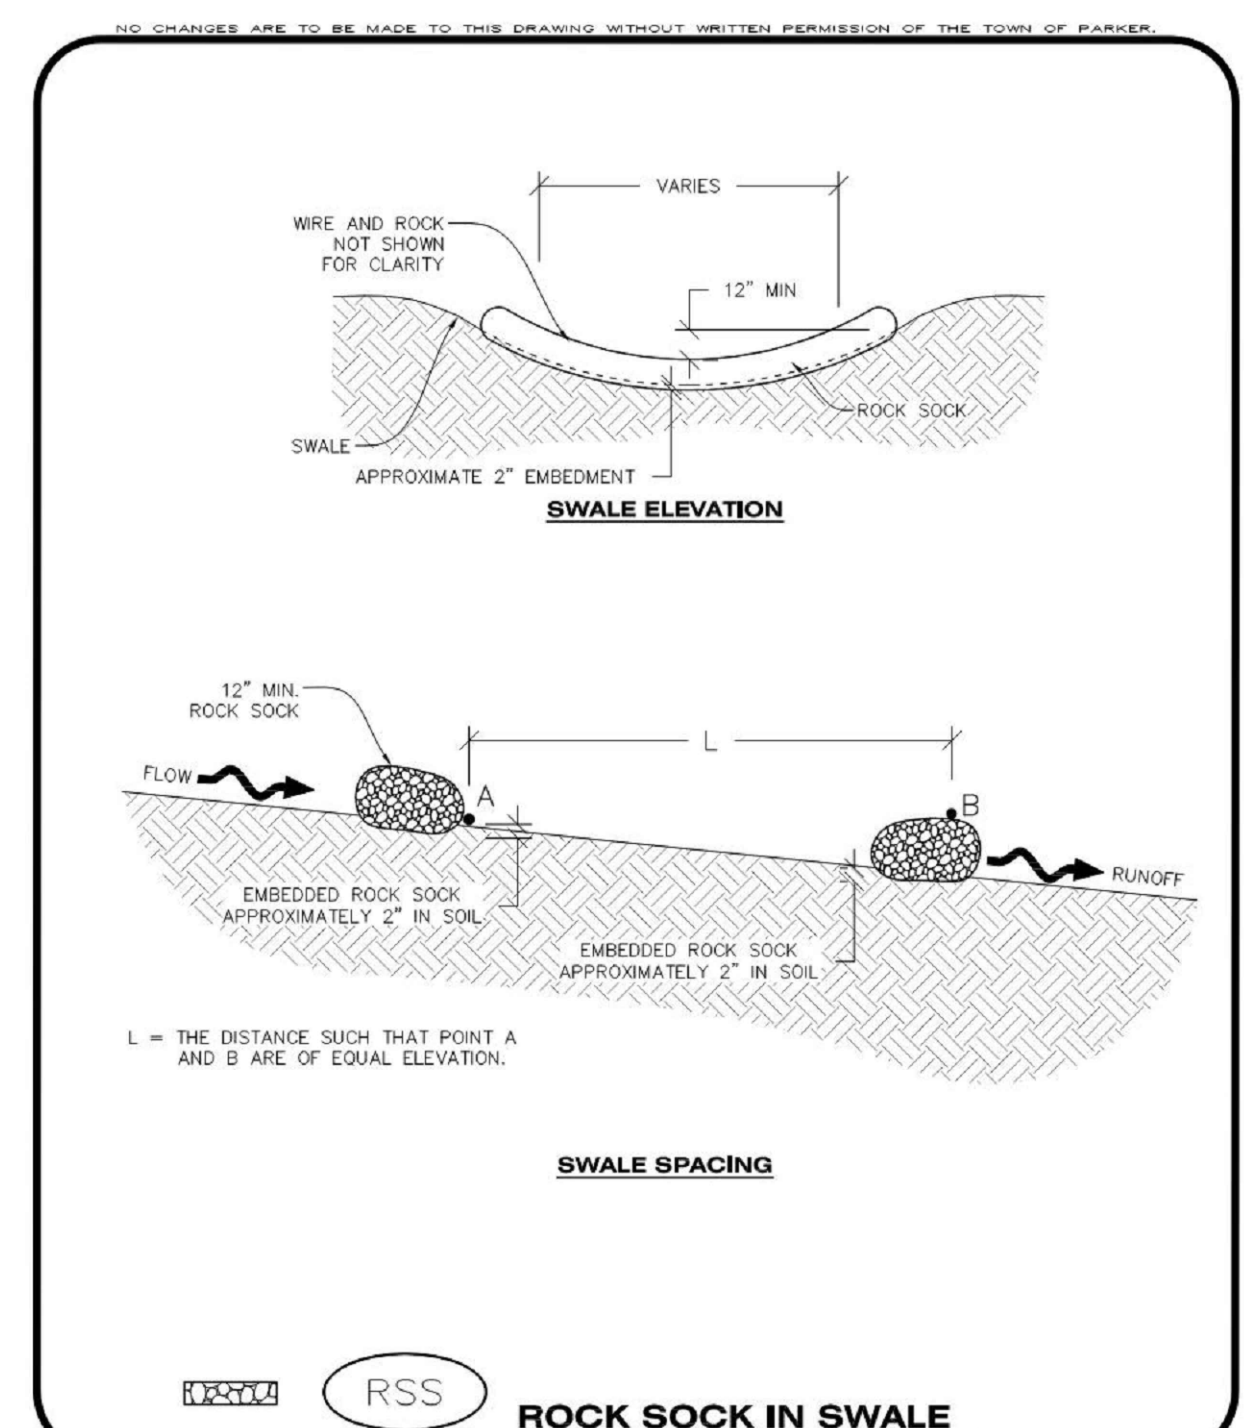 NO CHANGES ARE TO BE MADE TO THIS DRAWING WITHOUT WRITTEN PERMISSION OF THE TOWN OF PARKER.
VARIES
WIRE AND ROCK
NOT SHOWN
FOR CLARITY
12" MIN
ROCK SOCK
SWALE
APPROXIMATE 2" EMBEDMENT
SWALE ELEVATION
12" MIN.
ROCK SOCK
L
FLOW
A
B
RUNOFF
EMBEDDED ROCK SOCK
APPROXIMATELY 2" IN SOIL
EMBEDDED ROCK SOCK
APPROXIMATELY 2" IN SOIL
L = THE DISTANCE SUCH THAT POINT A
AND B ARE OF EQUAL ELEVATION.
SWALE SPACING
RSS
ROCK SOCK IN SWALE